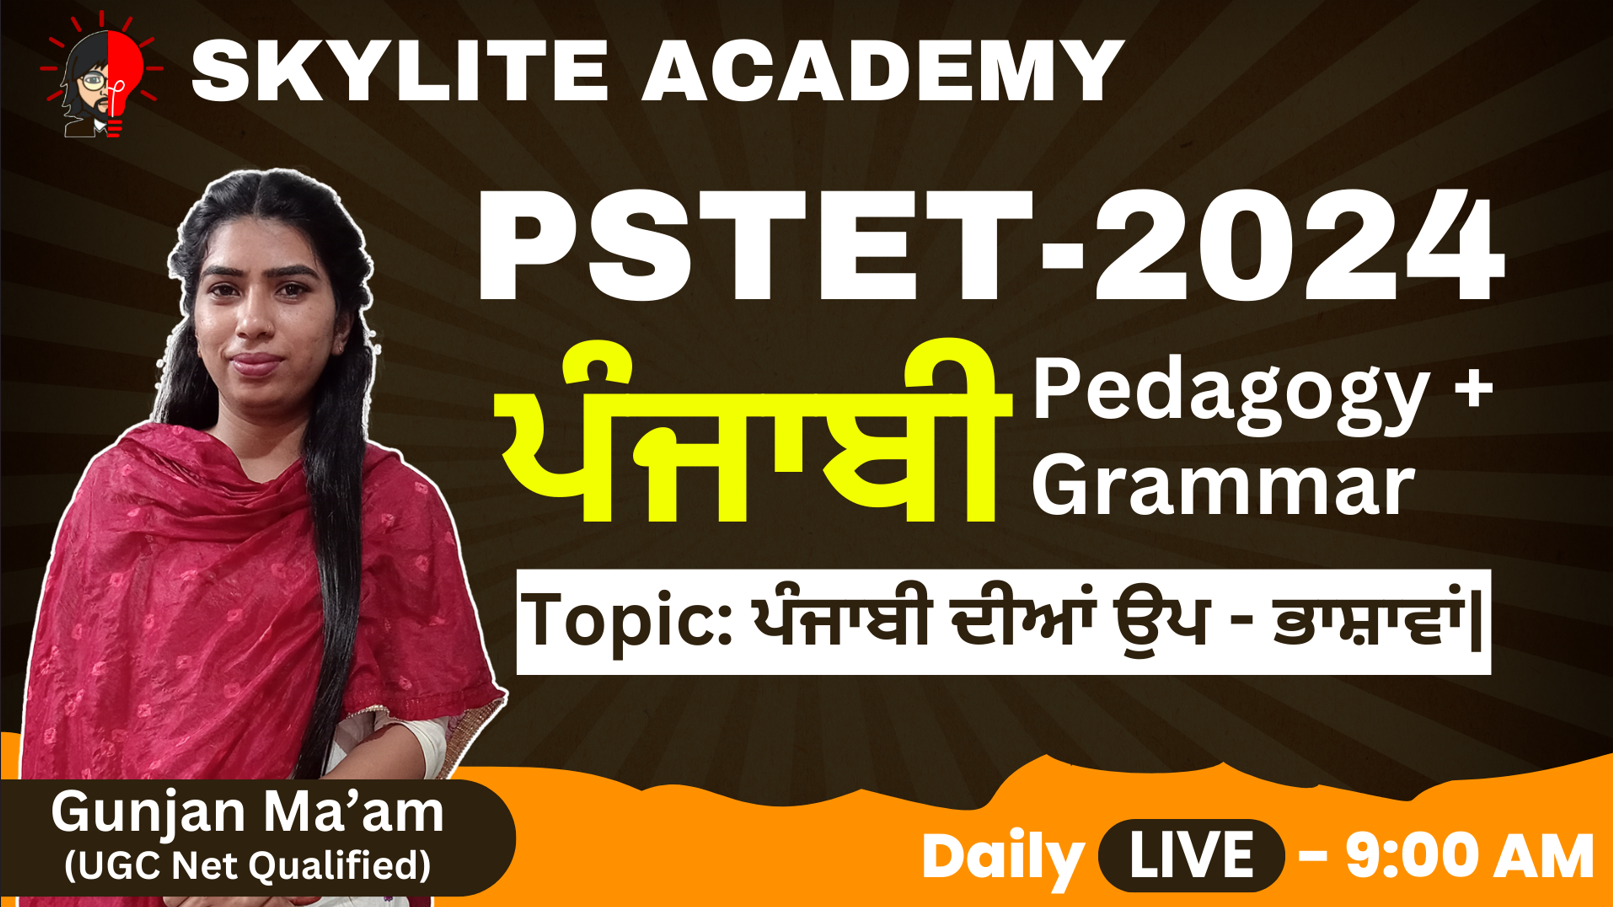 SKYLITE ACADEMY
PSTET-2024
ਪੰਜਾਬੀ
Pedagogy +
Grammar
Topic: ਪੰਜਾਬੀ ਦੀਆਂ ਉਪ - ਭਾਸ਼ਾਵਾਂ|
Gunjan Ma’am
(UGC Net Qualified)
Daily LIVE - 9:00 AM